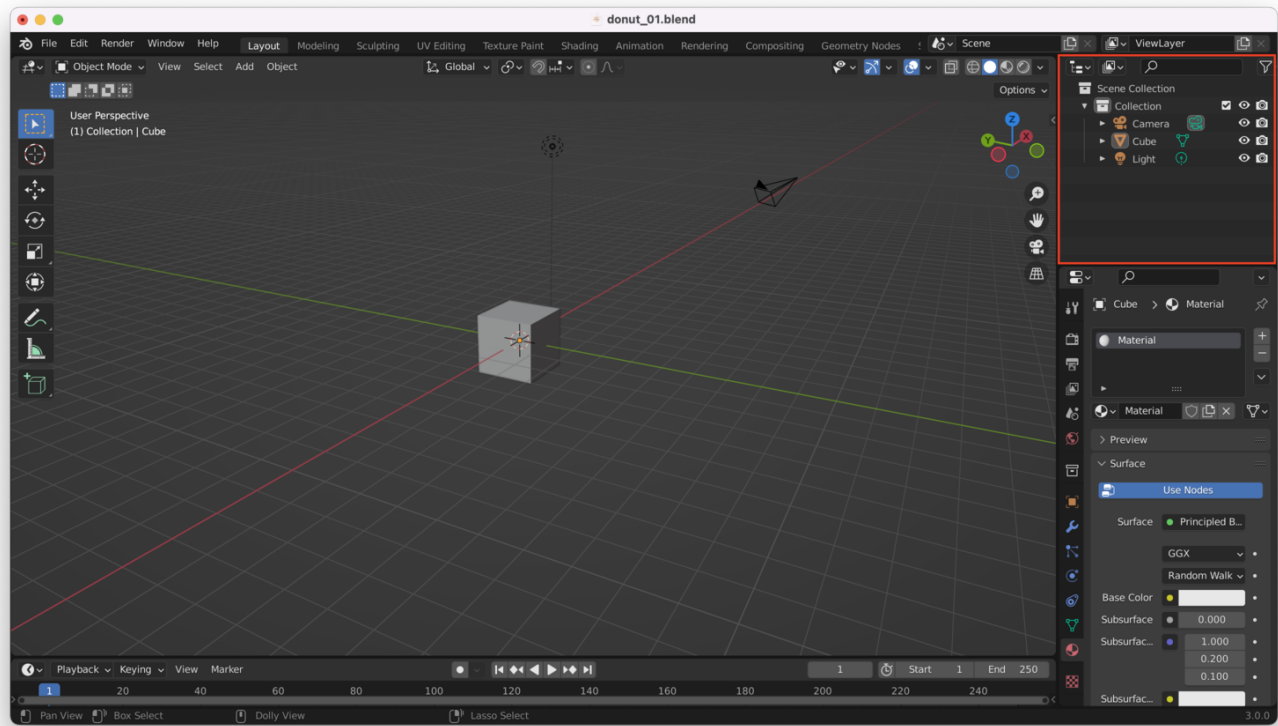 donut_01.blend
File Edit Render Window Help Layout Modeling Sculpting UV Editing Texture Paint Shading Animation Rendering Compositing Geometry Nodes Scene ViewLayer
Object Mode View Select Add Object Global
Options
User Perspective
(1) Collection | Cube
Z
Y
X
Scene Collection
Collection
Camera
Cube
Light
Cube > Material
Material
Material
Preview
Surface
Use Nodes
Surface Principled B...
GGX
Random Walk
Base Color
Subsurface 0.000
Subsurfac... 1.000
0.200
0.100
Subsurfac...
Playback Keying View Marker 1 Start 1 End 250
1 20 40 60 80 100 120 140 160 180 200 220 240
Pan View Box Select Dolly View Lasso Select 3.0.0